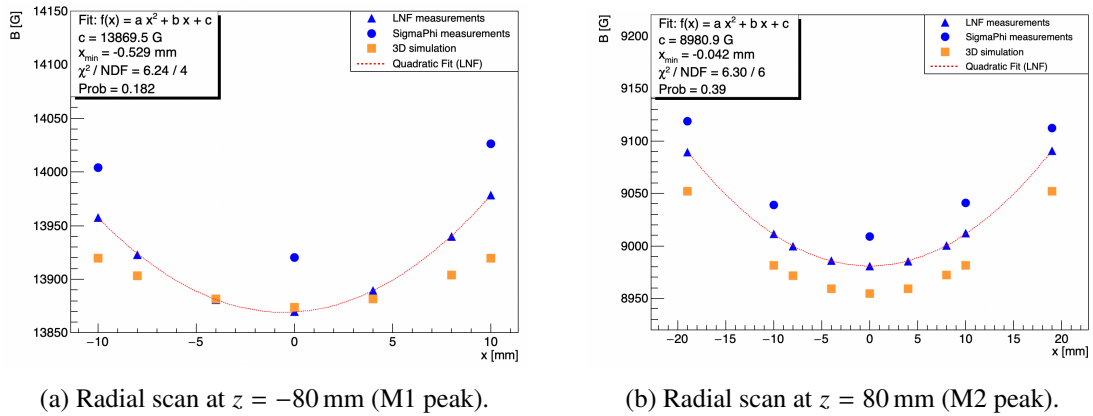 B [G]
14150
14100
14050
14000
13950
13900
13850
Fit: f(x) = a x² + b x + c
c = 13869.5 G
x_min = -0.529 mm
χ² / NDF = 6.24 / 4
Prob = 0.182
LNF measurements
SigmaPhi measurements
3D simulation
Quadratic Fit (LNF)
−10 −5 0 5 10
x [mm]
(a) Radial scan at z = −80 mm (M1 peak).
B [G]
9200
9150
9100
9050
9000
8950
Fit: f(x) = a x² + b x + c
c = 8980.9 G
x_min = -0.042 mm
χ² / NDF = 6.30 / 6
Prob = 0.39
LNF measurements
SigmaPhi measurements
3D simulation
Quadratic Fit (LNF)
−20 −15 −10 −5 0 5 10 15 20
x [mm]
(b) Radial scan at z = 80 mm (M2 peak).